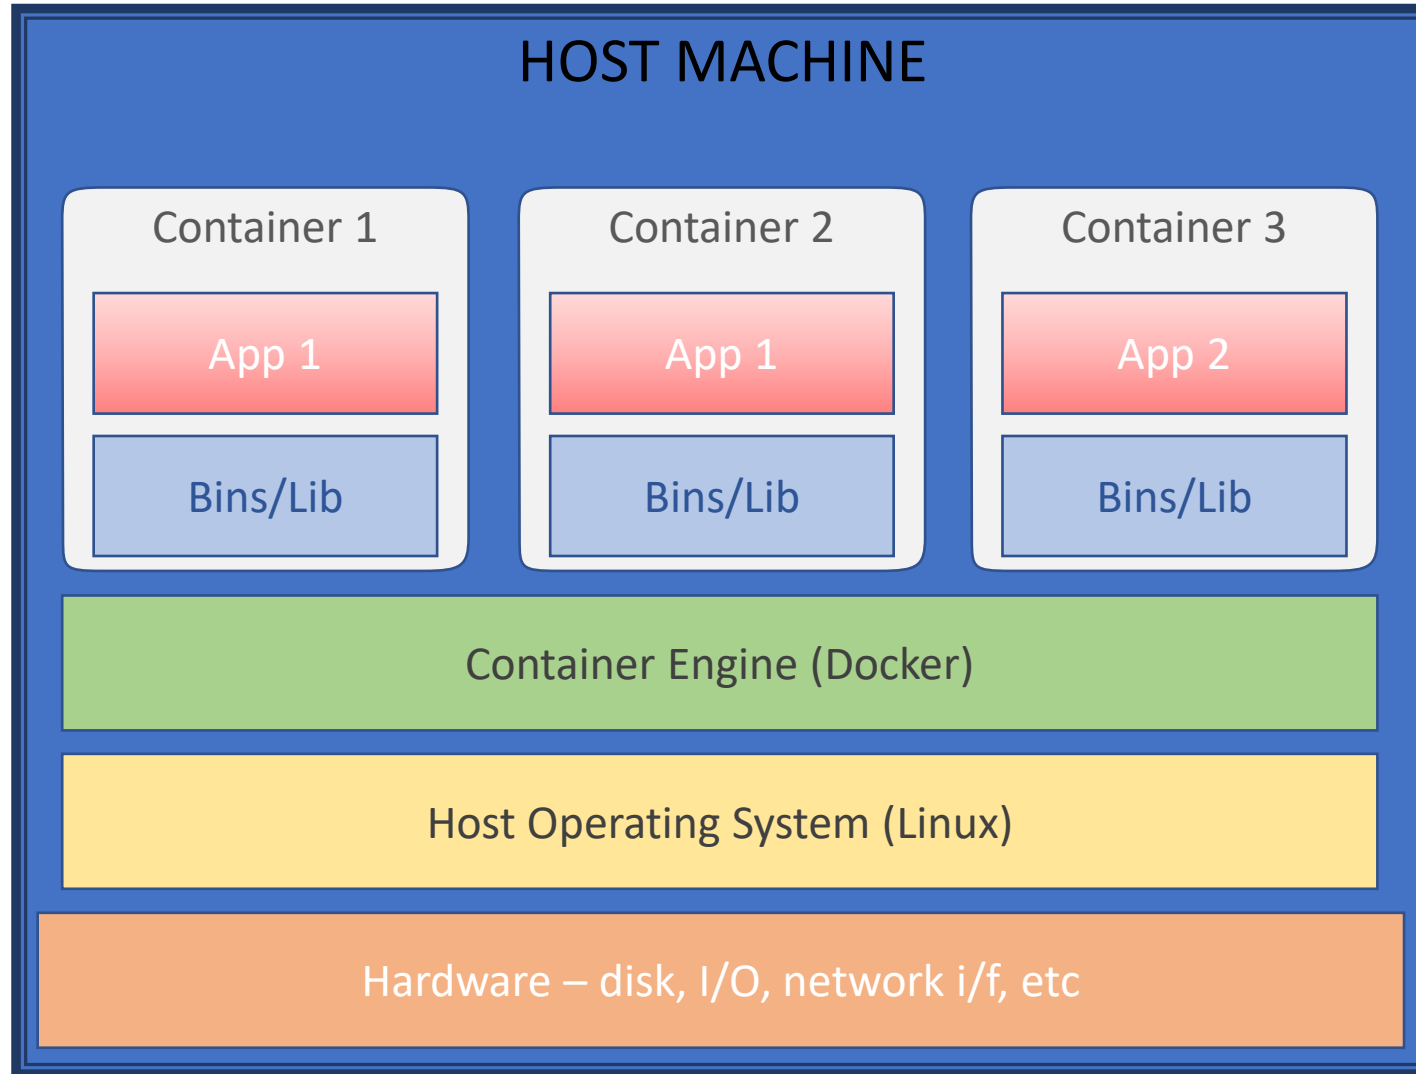 HOST MACHINE
Container 1
App 1
Bins/Lib
Container 2
App 1
Bins/Lib
Container 3
App 2
Bins/Lib
Container Engine (Docker)
Host Operating System (Linux)
Hardware – disk, I/O, network i/f, etc